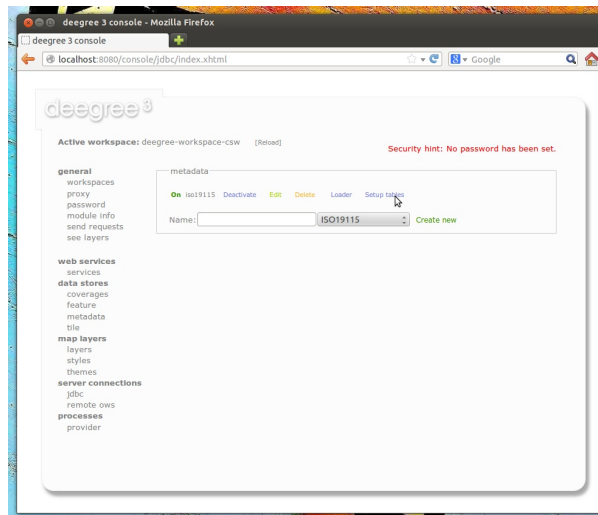 deegree 3 console - Mozilla Firefox
deegree 3 console
localhost:8080/console/jdbc/index.xhtml
Google
deegree 3
Active workspace: deegree-workspace-csw [Reload]
Security hint: No password has been set.
general
workspaces
proxy
password
module info
send requests
see layers
web services
services
data stores
coverages
feature
metadata
tile
map layers
layers
styles
themes
server connections
jdbc
remote ows
processes
provider
metadata
On iso19115 Deactivate Edit Delete Loader Setup tables
Name: ISO19115 Create new